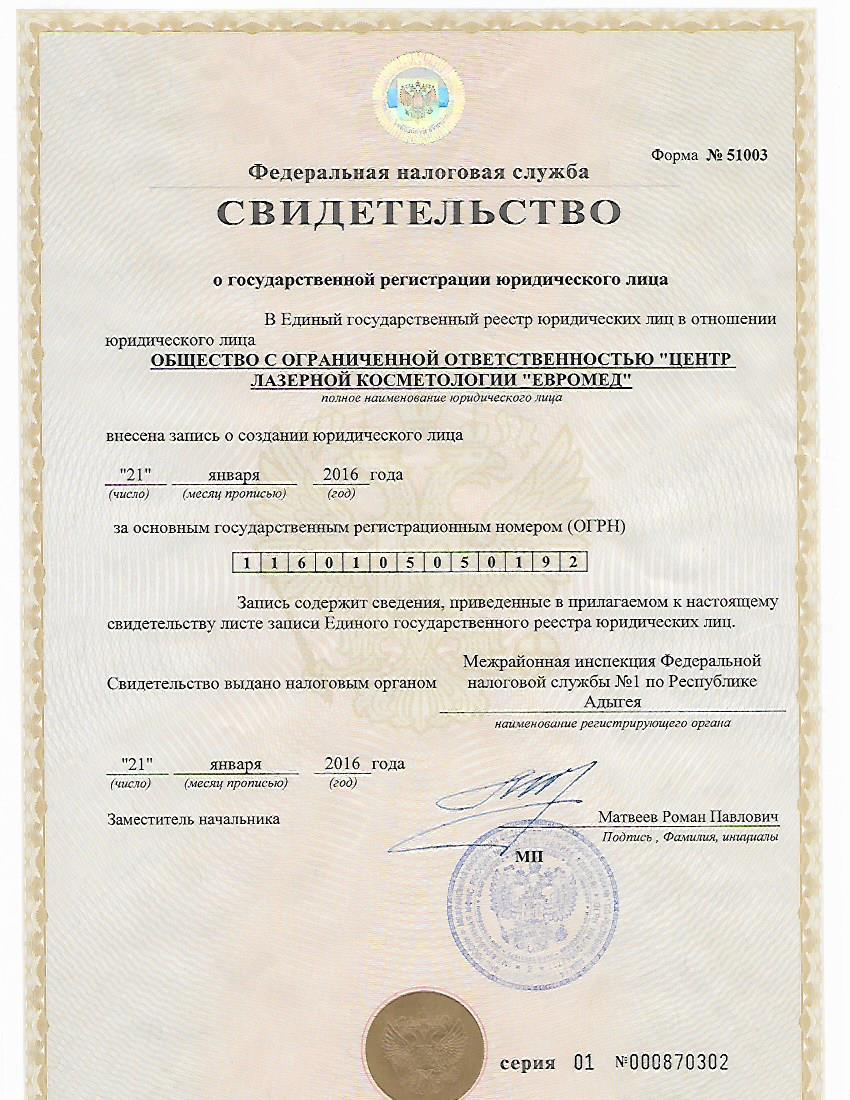 Форма № 51003
Федеральная налоговая служба
СВИДЕТЕЛЬСТВО
о государственной регистрации юридического лица
В Единый государственный реестр юридических лиц в отношении
юридического лица
ОБЩЕСТВО С ОГРАНИЧЕННОЙ ОТВЕТСТВЕННОСТЬЮ "ЦЕНТР
ЛАЗЕРНОЙ КОСМЕТОЛОГИИ "ЕВРОМЕД"
полное наименование юридического лица
внесена запись о создании юридического лица
"21" января 2016 года
(число) (месяц прописью) (год)
за основным государственным регистрационным номером (ОГРН)
1 1 6 0 1 0 5 0 5 0 1 9 2
Запись содержит сведения, приведенные в прилагаемом к настоящему
свидетельству листе записи Единого государственного реестра юридических лиц.
Свидетельство выдано налоговым органом
Межрайонная инспекция Федеральной
налоговой службы №1 по Республике
Адыгея
наименование регистрирующего органа
"21" января 2016 года
(число) (месяц прописью) (год)
Заместитель начальника
Матвеев Роман Павлович
Подпись , Фамилия, инициалы
МП
серия 01 №000870302